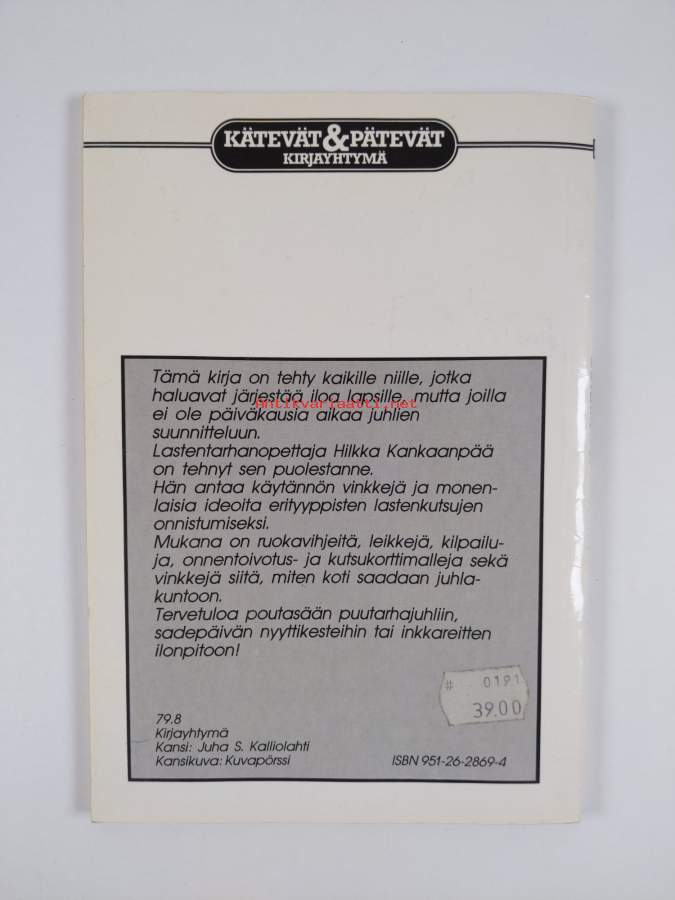 KÄTEVÄT & PÄTEVÄT
KIRJAYHTYMÄ
Tämä kirja on tehty kaikille niille, jotka
haluavat järjestää iloa lapsille, mutta joilla
Antikvariaatti.net
ei ole päiväkausia aikaa juhlien
suunnitteluun.
Lastentarhanopettaja Hilkka Kankaanpää
on tehnyt sen puolestanne.
Hän antaa käytännön vinkkejä ja monen-
laisia ideoita erityyppisten lastenkutsujen
onnistumiseksi.
Mukana on ruokavihjeitä, leikkejä, kilpailu-
ja, onnentoivotus- ja kutsukorttimalleja sekä
vinkkejä siitä, miten koti saadaan juhla-
kuntoon.
Tervetuloa poutasään puutarhajuhliin,
sadepäivän nyyttikesteihin tai inkkareitten
ilonpitoon!
# 0191
39.00
79.8
Kirjayhtymä
Kansi: Juha S. Kalliolahti
Kansikuva: Kuvapörssi
ISBN 951-26-2869-4